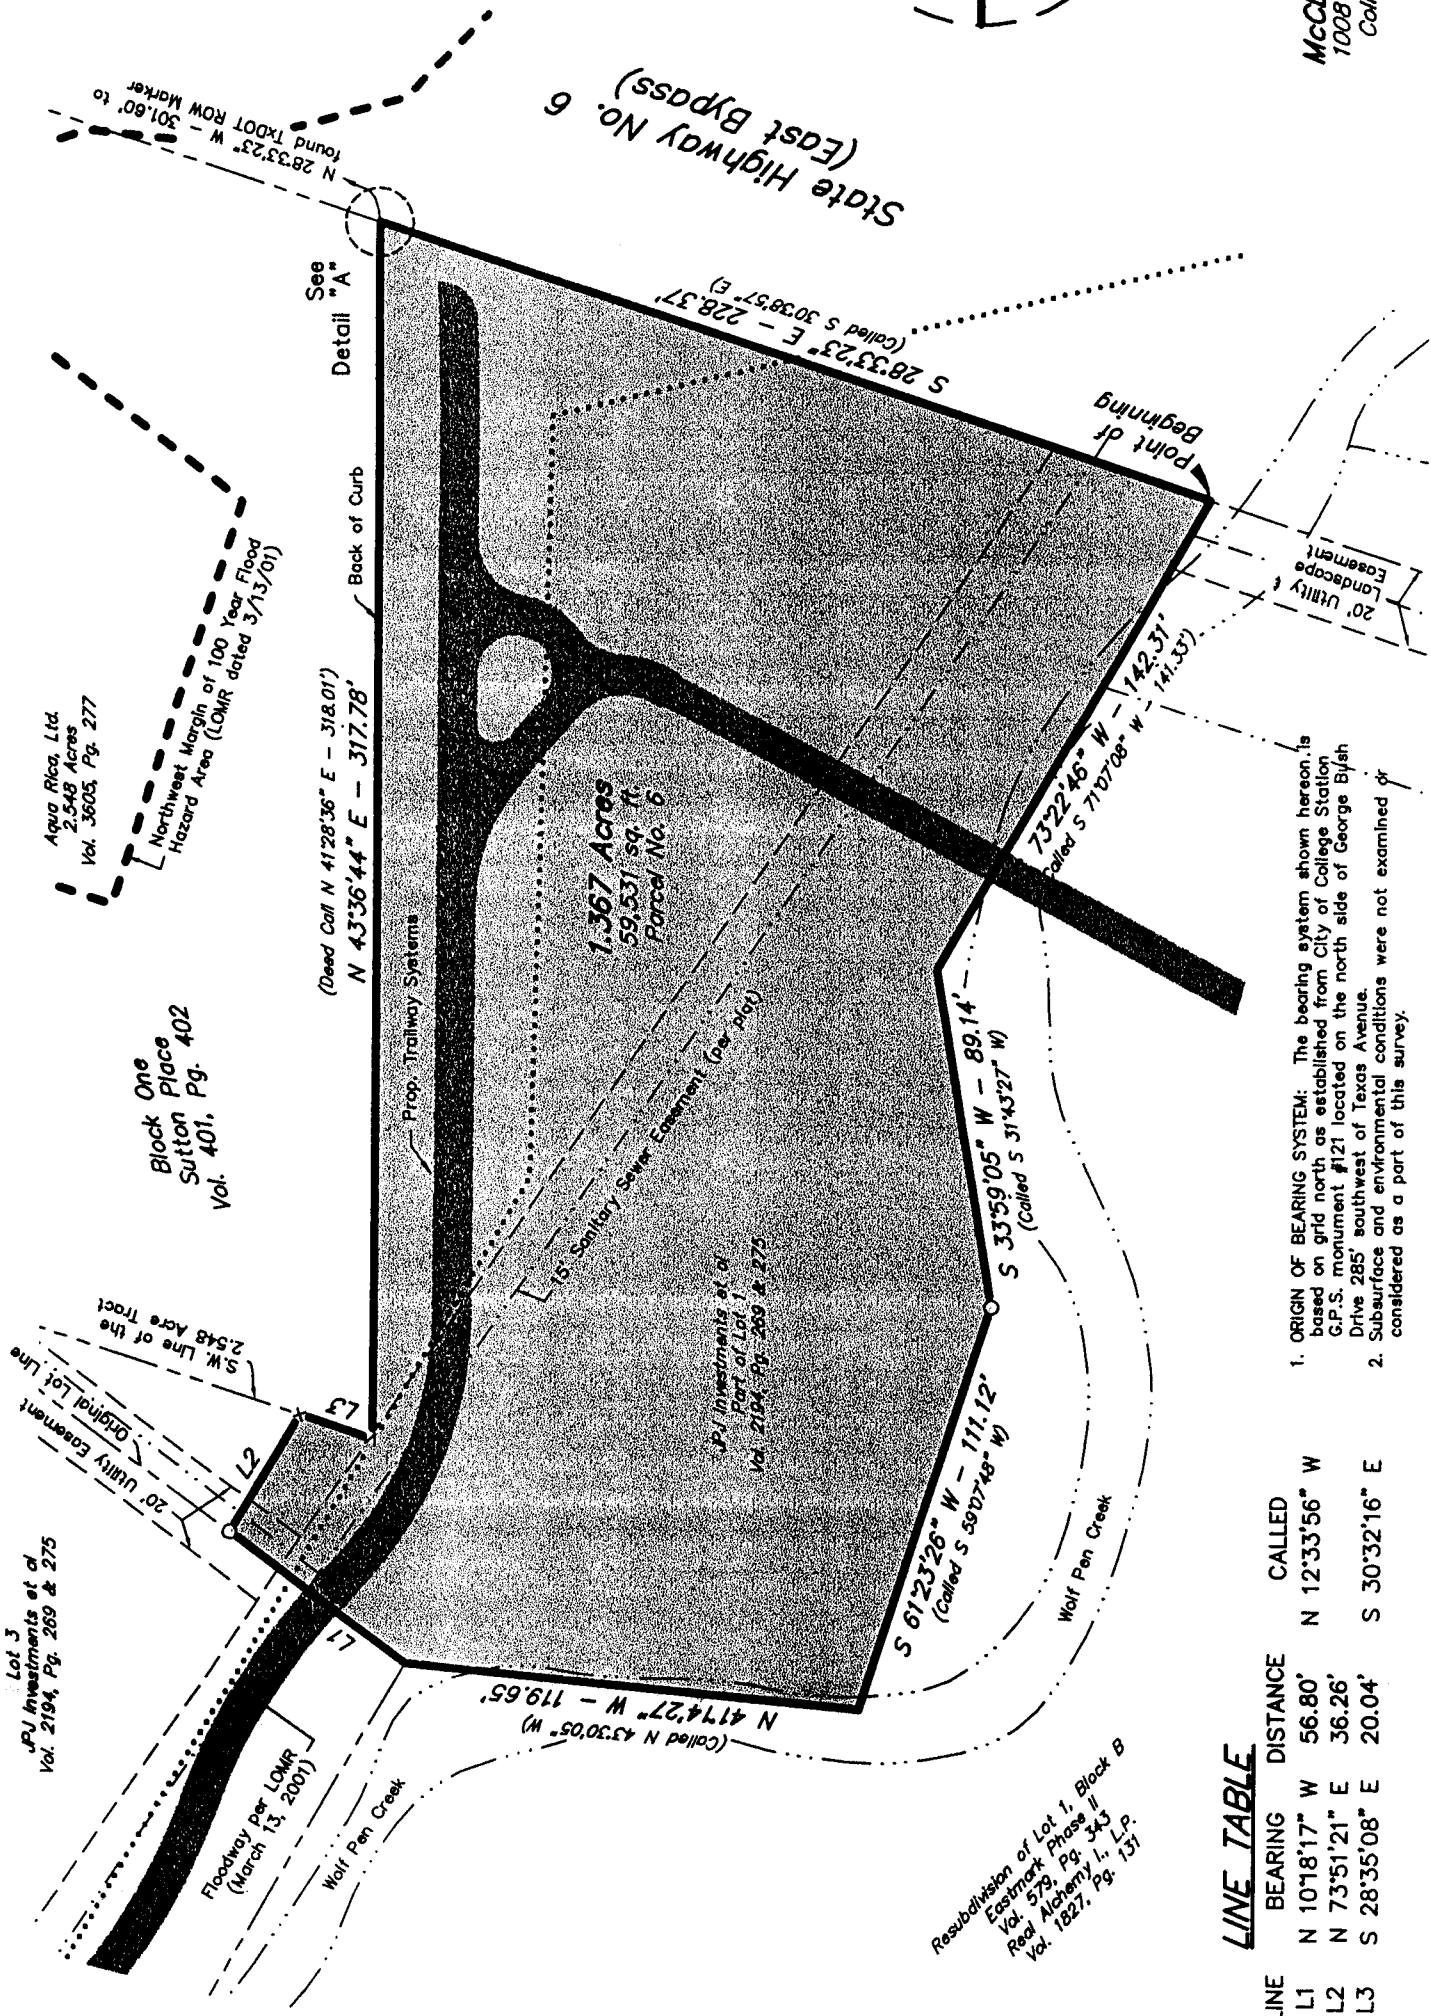 McCL
1008
Coll
State Highway No. 6
(East Bypass)
N 28°33'23" W - 301.60' to
found TxDOT ROW Marker
See
Detail "A"
S 28°33'23" E - 228.37'
(Called S 30°38'57" E)
Point of
Beginning
20' Utility
Landscape
Easement
Back of Curb
Aqua Rica, Ltd.
2.548 Acres
Vol. 3605, Pg. 277
Northwest Margin of 100 Year Flood
Hazard Area (LOMR dated 3/13/01)
(Deed Call N 41°28'36" E - 318.01')
N 43°36'44" E - 317.78'
Prop. Trailway Systems
Block One
Sutton Place
Vol. 401, Pg. 402
1.367 Acres
59,531 sq. ft.
Parcel No. 6
73°22'46" W - 142.31'
Called S 71°07'08" W - 141.33')
S 33°59'05" W - 89.14'
(Called S 31°43'27" W)
15' Sanitary Sewer Easement (per plat)
JPJ Investments et al
Part of Lot 1
Vol. 2194, Pg. 269 & 275
S 61°23'26" W - 111.12'
(Called S 59°07'48" W)
Wolf Pen Creek
N 41°14'27" W - 119.65'
(Called N 43°30'05" W)
S.W. Line of the
2.548 Acre Tract
Original Lot Line
20' Utility Easement
L3
L2
L1
Lot 3
JPJ Investments et al
Vol. 2194, Pg. 269 & 275
Floodway per LOMR
(March 13, 2001)
Wolf Pen Creek
Resubdivision of Lot 1, Block B
Eastmark Phase II
Vol. 579, Pg. 343
Real Alchemy I., L.P.
Vol. 1827, Pg. 131
1. ORIGIN OF BEARING SYSTEM: The bearing system shown hereon is
based on grid north as established from City of College Station
G.P.S. monument #121 located on the north side of George Bush
Drive 285' southwest of Texas Avenue.
2. Subsurface and environmental conditions were not examined or
considered as a part of this survey.
LINE TABLE
LINE BEARING DISTANCE CALLED
L1 N 10°18'17" W 56.80' N 12°33'56" W
L2 N 73°51'21" E 36.26'
L3 S 28°35'08" E 20.04' S 30°32'16" E